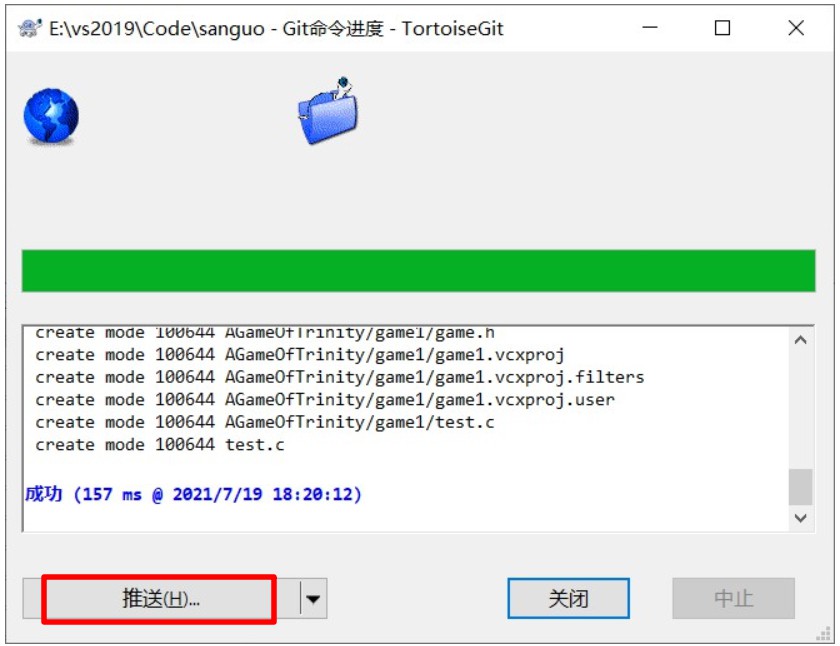 E:\vs2019\Code\sanguo - Git命令进度 - TortoiseGit
create mode 100644 AGameOfTrinity/game1/game.h
create mode 100644 AGameOfTrinity/game1/game1.vcxproj
create mode 100644 AGameOfTrinity/game1/game1.vcxproj.filters
create mode 100644 AGameOfTrinity/game1/game1.vcxproj.user
create mode 100644 AGameOfTrinity/game1/test.c
create mode 100644 test.c
成功 (157 ms @ 2021/7/19 18:20:12)
推送(H)...
关闭
中止